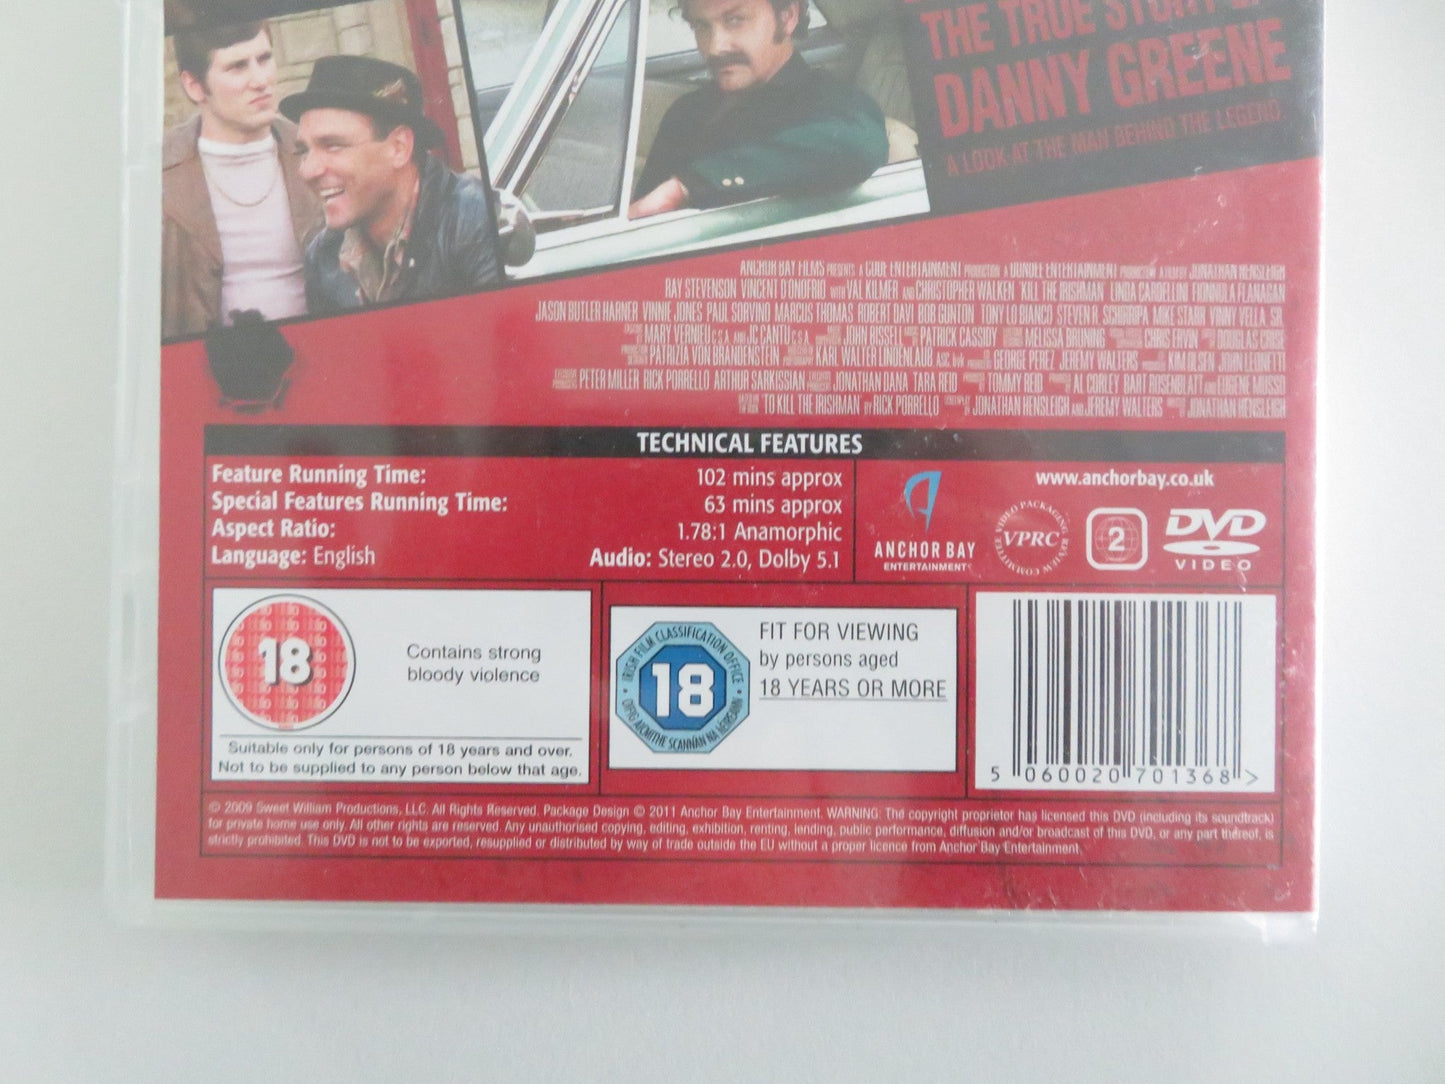 THE TRUE STORY OF
DANNY GREENE
A LOOK AT THE MAN BEHIND THE LEGEND.
ANCHOR BAY FILMS PRESENTS A CODE ENTERTAINMENT PRODUCTION A DUNDEE ENTERTAINMENT PRODUCTION A FILM BY JONATHAN HENSLEIGH
RAY STEVENSON VINCENT D'ONOFRIO WITH VAL KILMER AND CHRISTOPHER WALKEN 'KILL THE IRISHMAN' LINDA CARDELLINI FIONNULA FLANAGAN
JASON BUTLER HARNER VINNIE JONES PAUL SORVINO MARCUS THOMAS ROBERT DAVI BOB GUNTON TONY LO BIANCO STEVEN R. SCHIRRIPA MIKE STARR VINNY VELLA, SR.
MARY VERNIEU C.S.A. AND JC CANTU C.S.A. JOHN BISSELL PATRICK CASSIDY MELISSA BRUNING CHRIS ERVIN DOUGLAS CRISE
PATRIZIA VON BRANDENSTEIN KARL WALTER LINDENLAUB GEORGE PEREZ JEREMY WALTERS KIM OLSEN JOHN LEONETTI
PETER MILLER RICK PORRELLO ARTHUR SARKISSIAN JONATHAN DANA TARA REID TOMMY REID AL CORLEY BART ROSENBLATT AND EUGENE MUSSO
'TO KILL THE IRISHMAN' BY RICK PORRELLO JONATHAN HENSLEIGH AND JEREMY WALTERS JONATHAN HENSLEIGH
TECHNICAL FEATURES
Feature Running Time: 102 mins approx
Special Features Running Time: 63 mins approx
Aspect Ratio: 1.78:1 Anamorphic
Language: English Audio: Stereo 2.0, Dolby 5.1
ANCHOR BAY
ENTERTAINMENT
www.anchorbay.co.uk
VIDEO PACKAGING REVIEW COMMITTEE
VPRC
2
DVD
VIDEO
18
Contains strong
bloody violence
Suitable only for persons of 18 years and over.
Not to be supplied to any person below that age.
IRISH FILM CLASSIFICATION OFFICE
18
OIFIG AICMITHE SCANNÁN NA hÉIREANN
FIT FOR VIEWING
by persons aged
18 YEARS OR MORE
5 060020 701368 >
© 2009 Sweet William Productions, LLC. All Rights Reserved. Package Design © 2011 Anchor Bay Entertainment. WARNING: The copyright proprietor has licensed this DVD (including its soundtrack)
for private home use only. All other rights are reserved. Any unauthorised copying, editing, exhibition, renting, lending, public performance, diffusion and/or broadcast of this DVD, or any part thereof, is
strictly prohibited. This DVD is not to be exported, resupplied or distributed by way of trade outside the EU without a proper licence from Anchor Bay Entertainment.